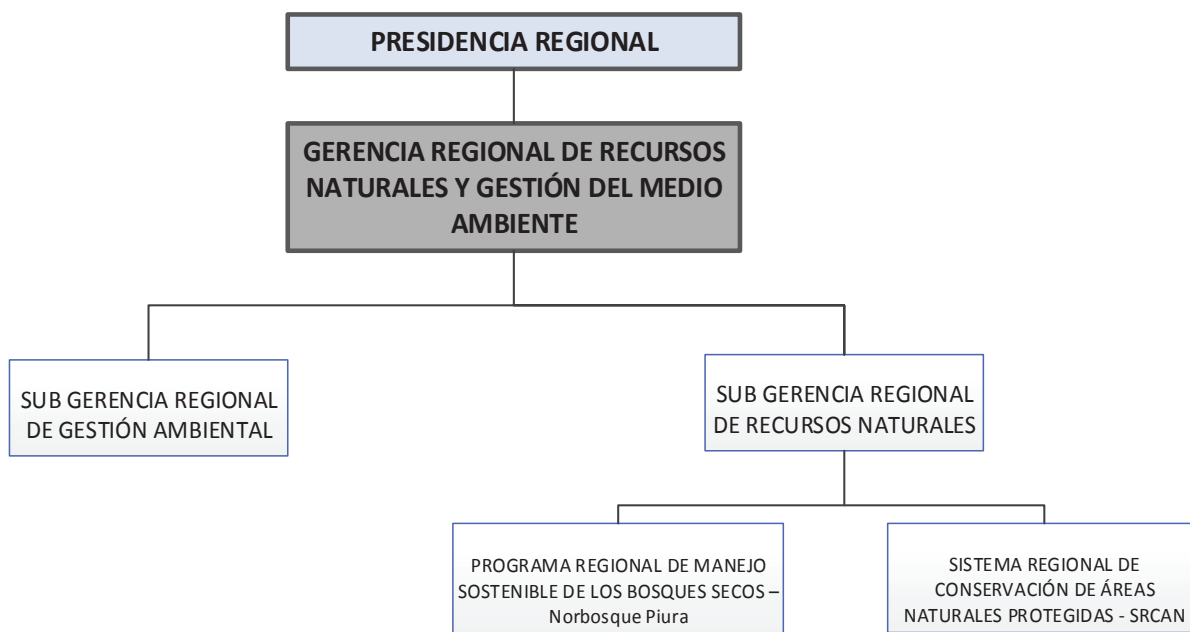 PRESIDENCIA REGIONAL
GERENCIA REGIONAL DE RECURSOS
NATURALES Y GESTIÓN DEL MEDIO
AMBIENTE
SUB GERENCIA REGIONAL
DE GESTIÓN AMBIENTAL
SUB GERENCIA REGIONAL
DE RECURSOS NATURALES
PROGRAMA REGIONAL DE MANEJO
SOSTENIBLE DE LOS BOSQUES SECOS –
Norbosque Piura
SISTEMA REGIONAL DE
CONSERVACIÓN DE ÁREAS
NATURALES PROTEGIDAS - SRCAN